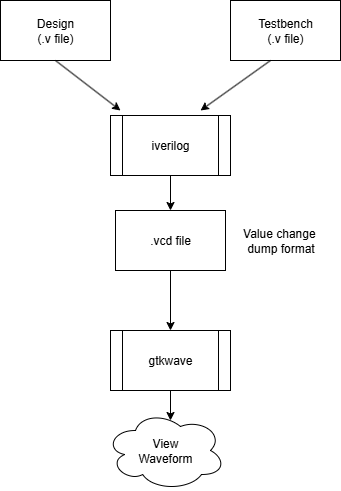 Design
(.v file)
Testbench
(.v file)
iverilog
.vcd file
Value change
dump format
gtkwave
View
Waveform